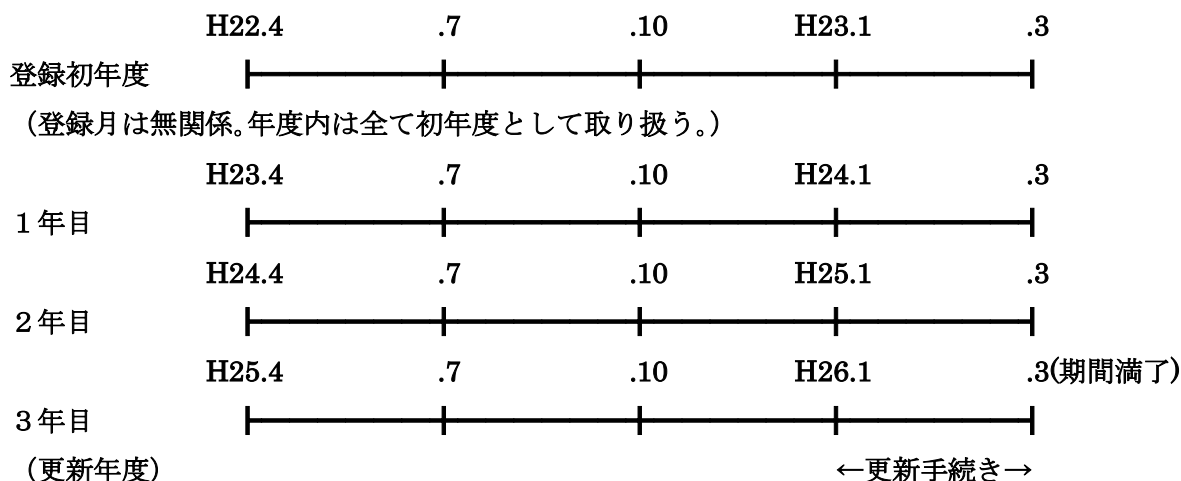 H22.4 .7 .10 H23.1 .3
登録初年度
（登録月は無関係。年度内は全て初年度として取り扱う。）
H23.4 .7 .10 H24.1 .3
１年目
H24.4 .7 .10 H25.1 .3
２年目
H25.4 .7 .10 H26.1 .3(期間満了)
３年目
（更新年度） ←更新手続き→